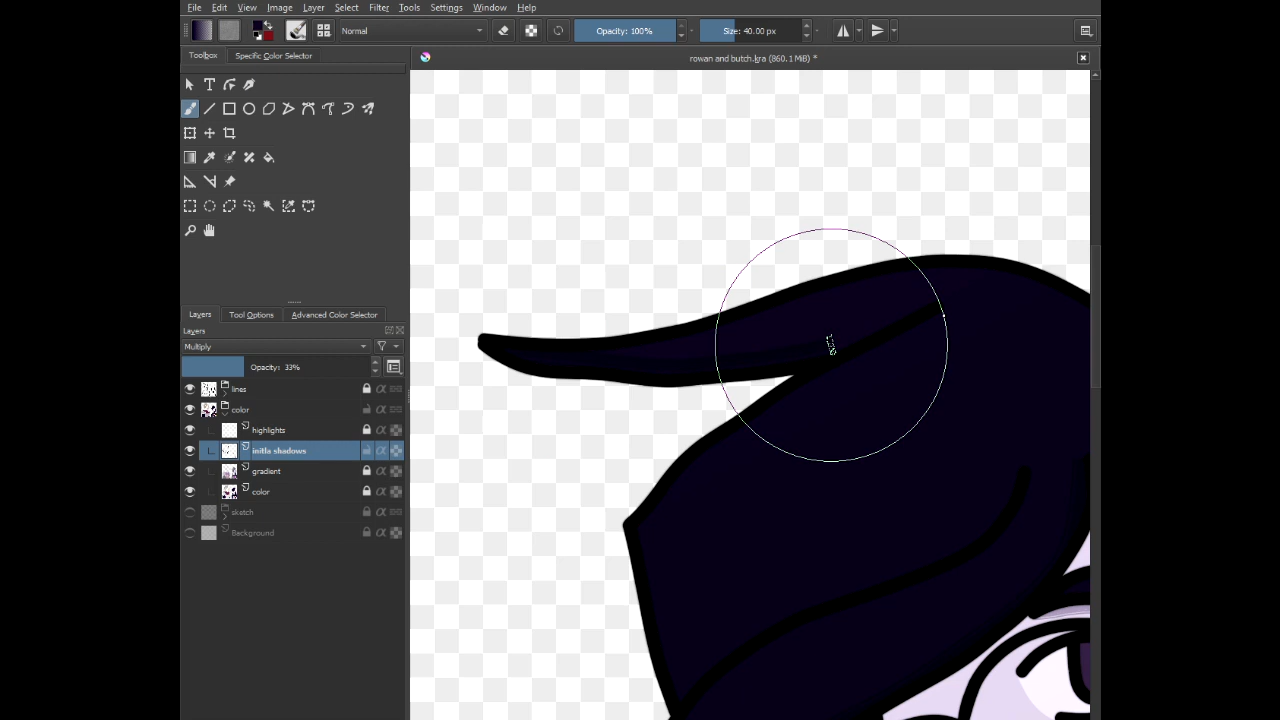 File Edit View Image Layer Select Filter Tools Settings Window Help
Normal Opacity: 100% Size: 40.00 px
Toolbox Specific Color Selector
rowan and butch.kra (860.1 MiB) *
Layers Tool Options Advanced Color Selector
Layers
Multiply
Opacity: 33%
lines
color
highlights
initla shadows
gradient
color
sketch
Background